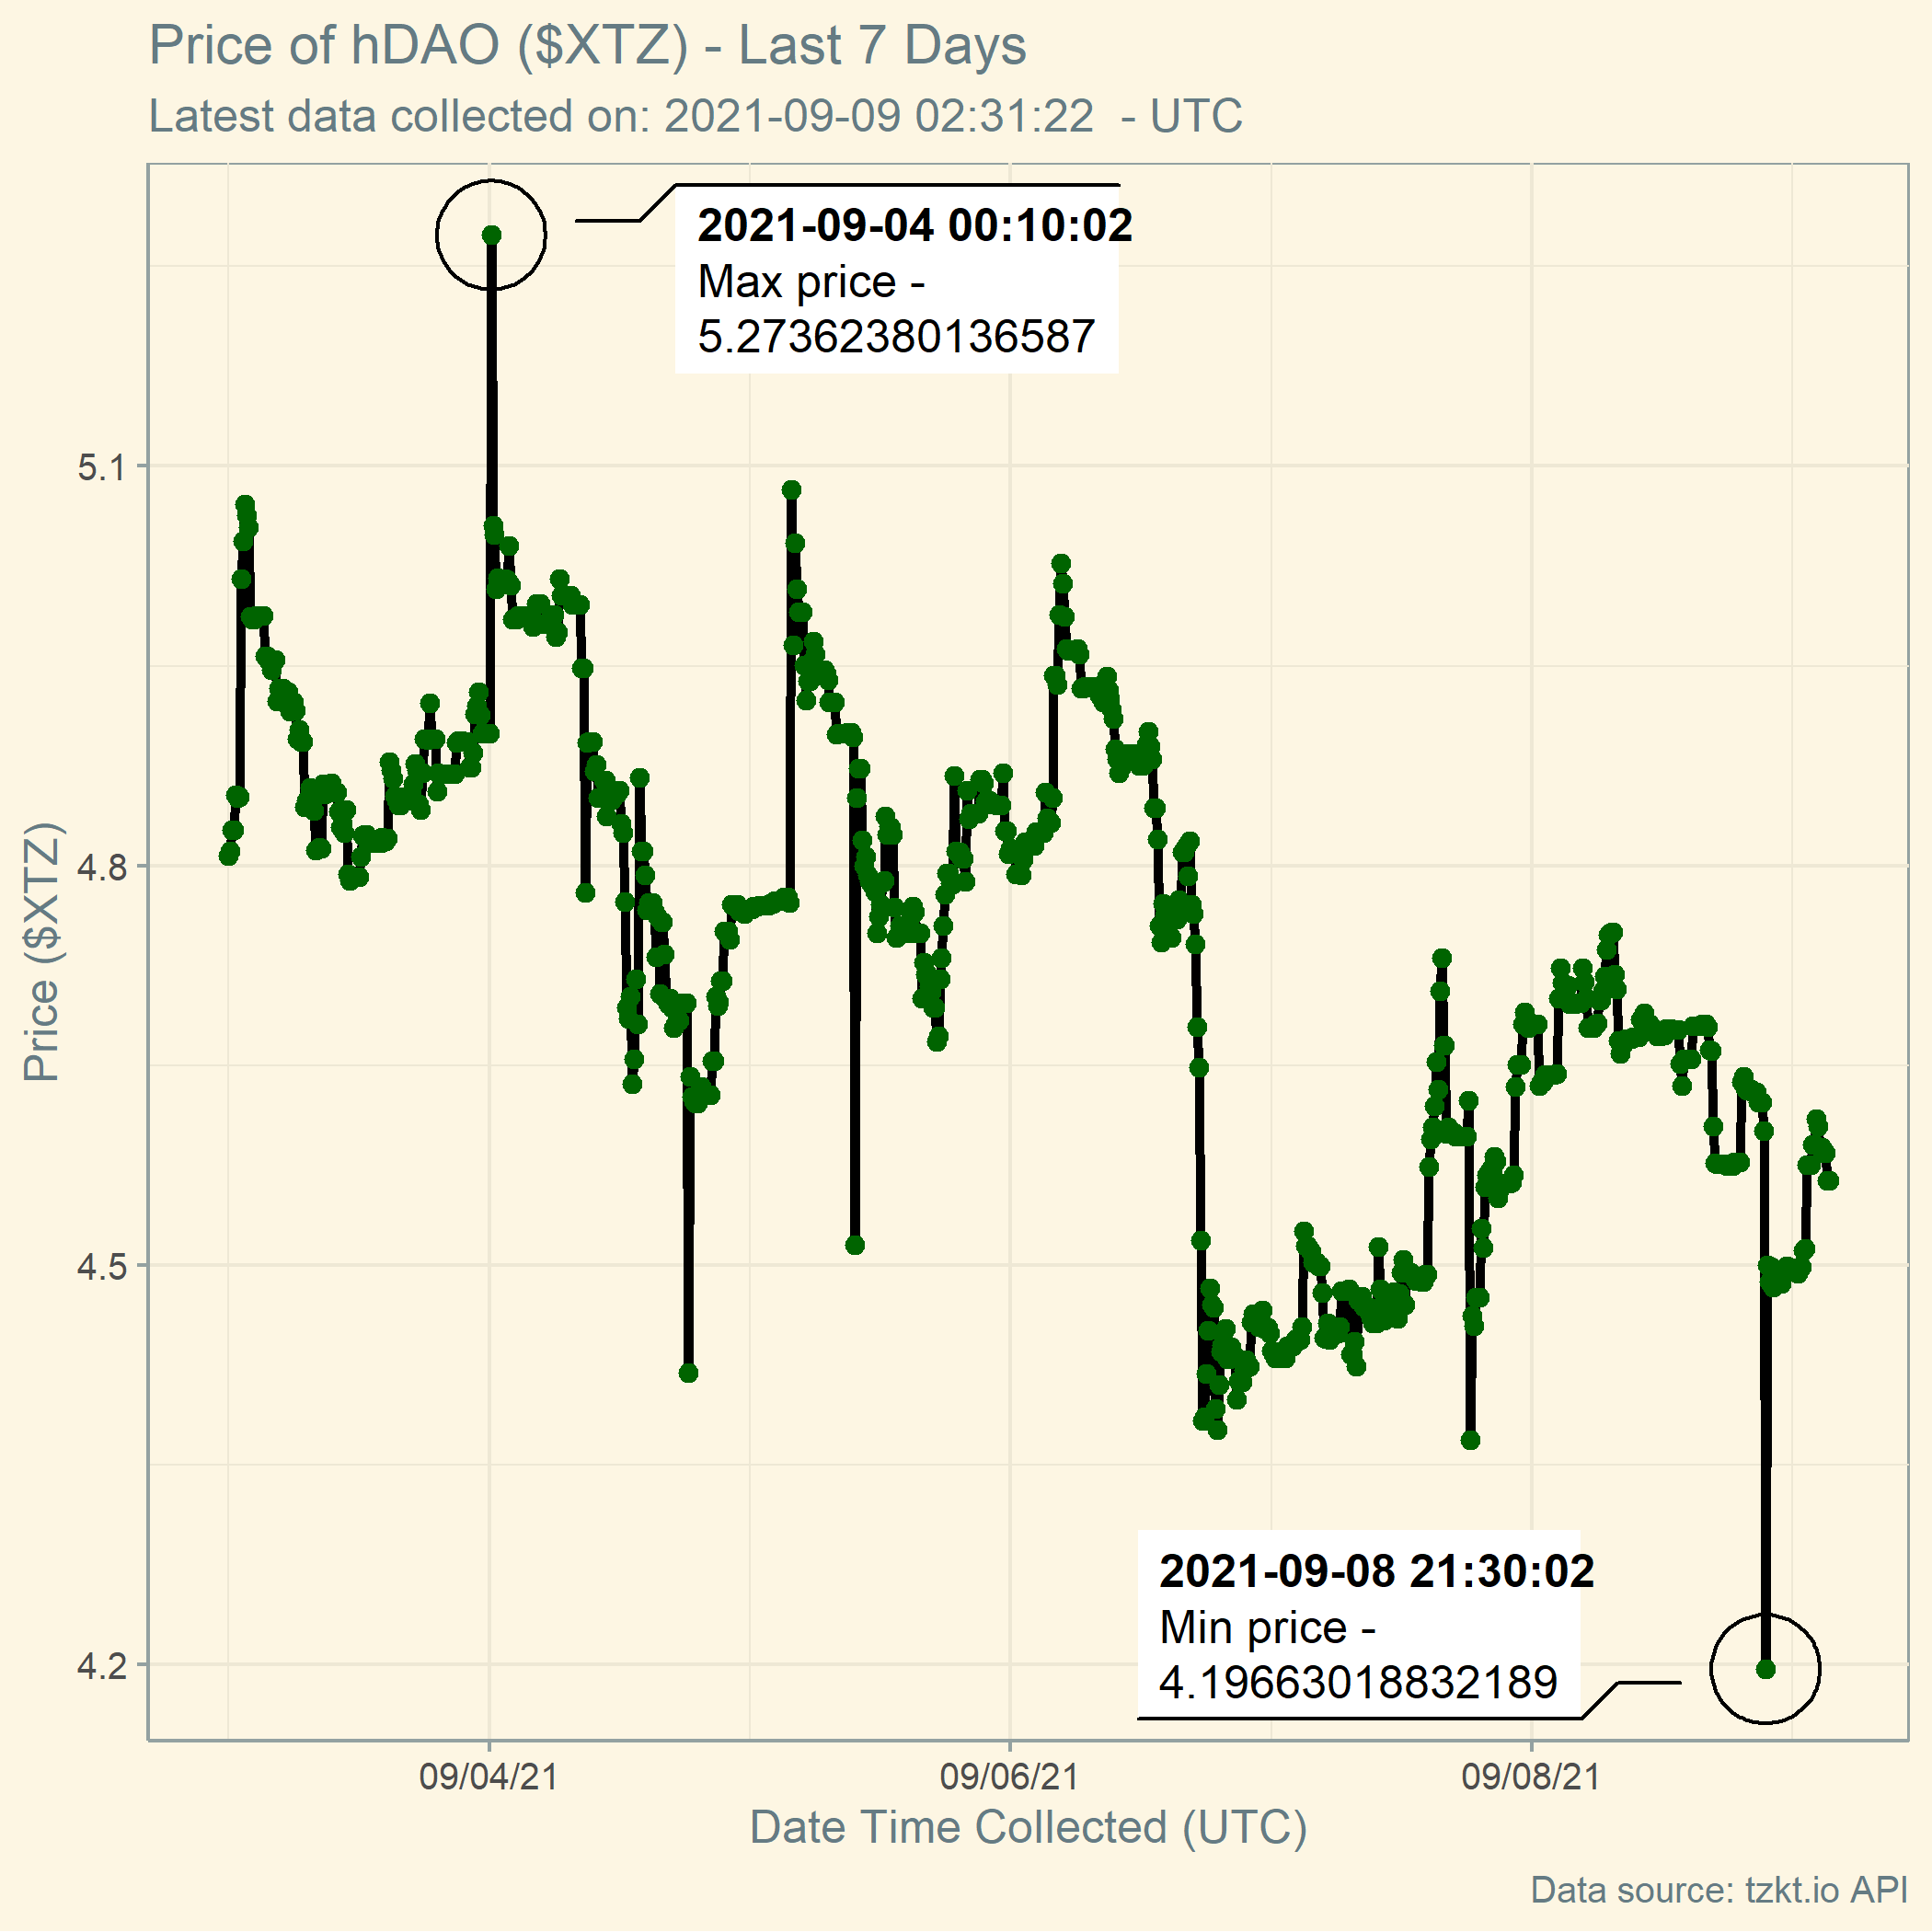 Price of hDAO ($XTZ) - Last 7 Days
Latest data collected on: 2021-09-09 02:31:22  - UTC
2021-09-04 00:10:02
Max price -
5.27362380136587
5.1
4.8
4.5
4.2
Price ($XTZ)
2021-09-08 21:30:02
Min price -
4.19663018832189
09/04/21
09/06/21
09/08/21
Date Time Collected (UTC)
Data source: tzkt.io API